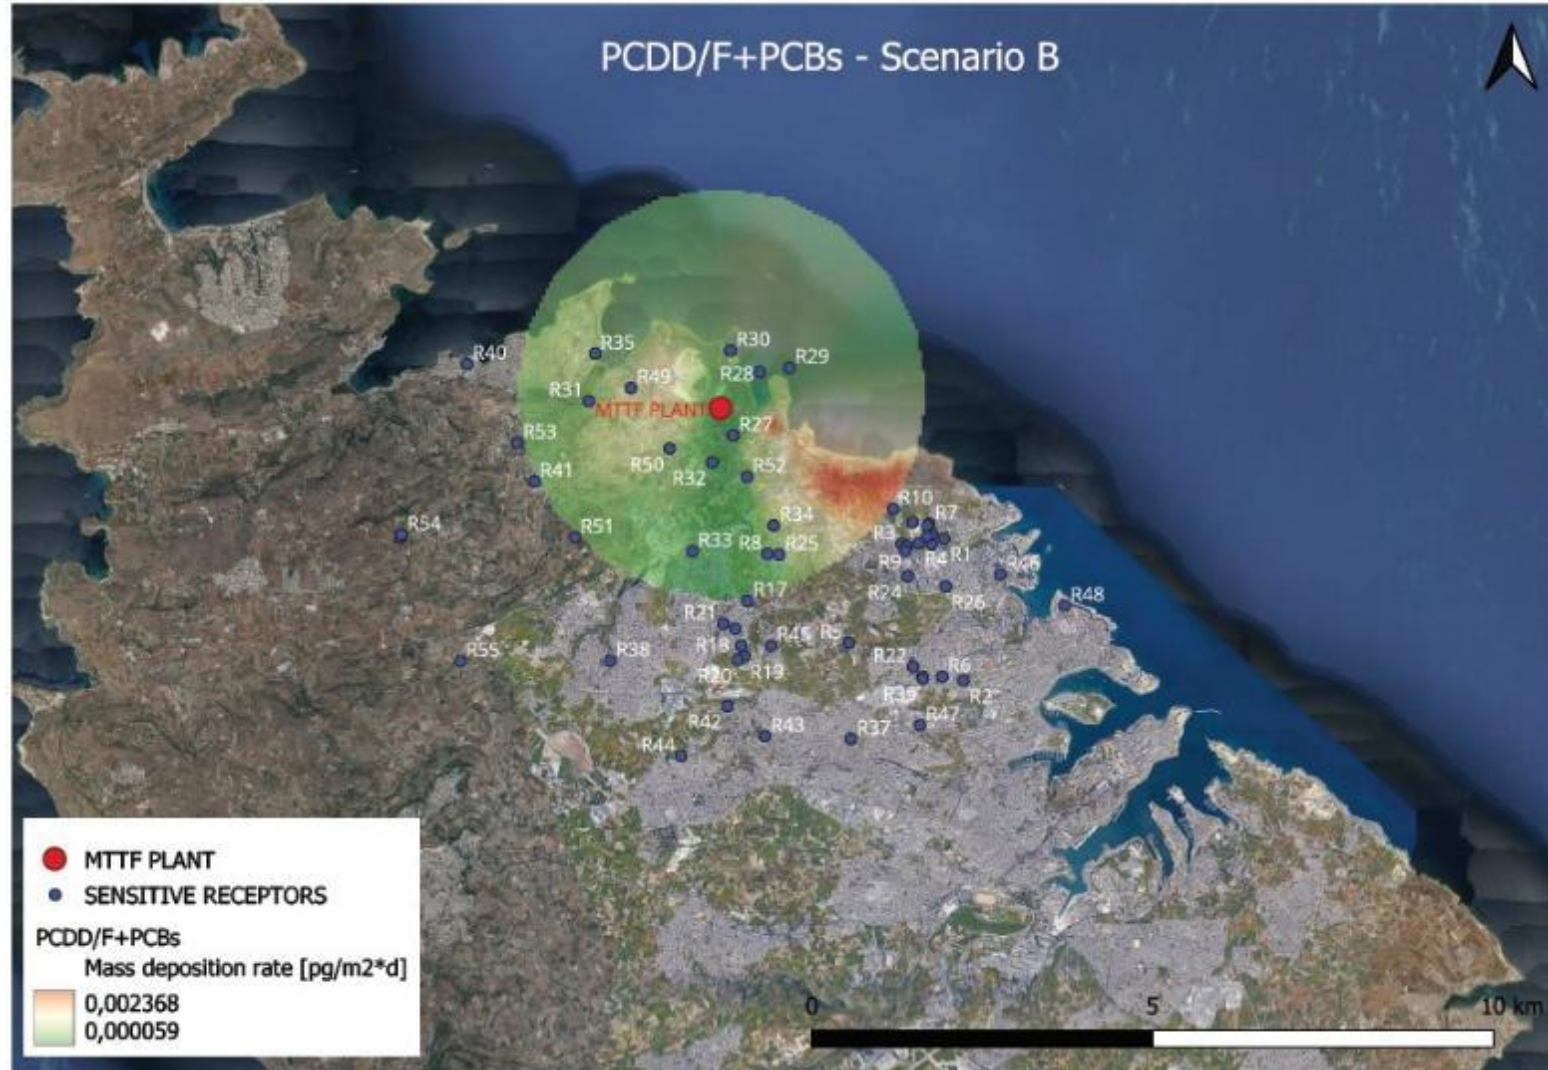 PCDD/F+PCBs - Scenario B
R30
R35
R29
R40
R28
R49
R31
MTTF PLANT
R27
R53
R50
R32
R52
R41
R10
R34
R7
R54
R51
R3
R33
R8
R25
R1
R9
R4
R24
R26
R17
R48
R21
R5
R18
R38
R55
R22
R6
R20
R13
R39
R2
R42
R47
R43
R37
R44
MTTF PLANT
SENSITIVE RECEPTORS
PCDD/F+PCBs
Mass deposition rate [pg/m2*d]
0,002368
0,000059
0 5 10 km